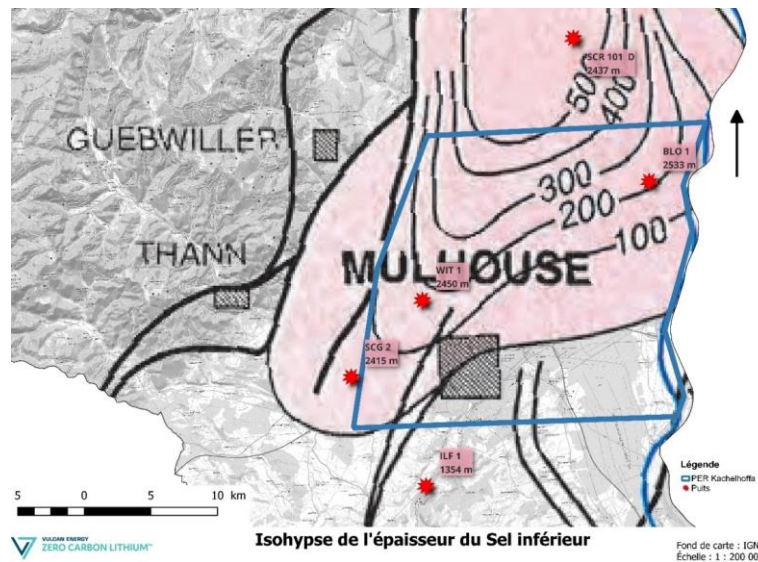 SCR 101 D
2437 m
500
400
GUEBWILLER
BLO 1
2533 m
300
200
100
THANN
MULHOUSE
WIT 1
2450 m
SCG 2
2415 m
ILF 1
1354 m
Légende
PER Kachelhoffa
Puits
5 0 5 10 km
VULCAN ENERGY
ZERO CARBON LITHIUM™
Isohypse de l'épaisseur du Sel inférieur
Fond de carte : IGN
Échelle : 1 : 200 00